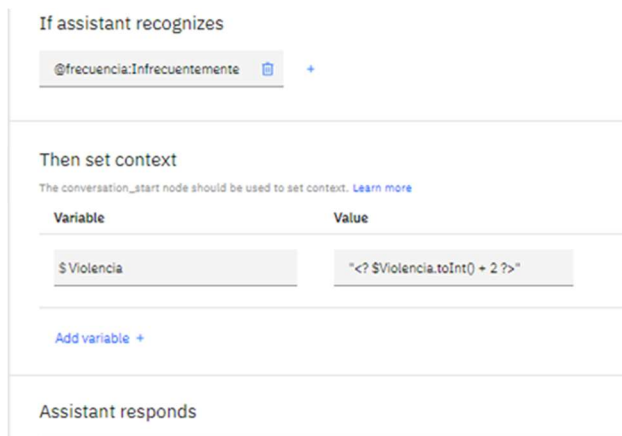 If assistant recognizes
@frecuencia:Infrecuentemente +
Then set context
The conversation_start node should be used to set context. Learn more
Variable Value
$ Violencia "<? $Violencia.toInt() + 2 ?>"
Add variable +
Assistant responds